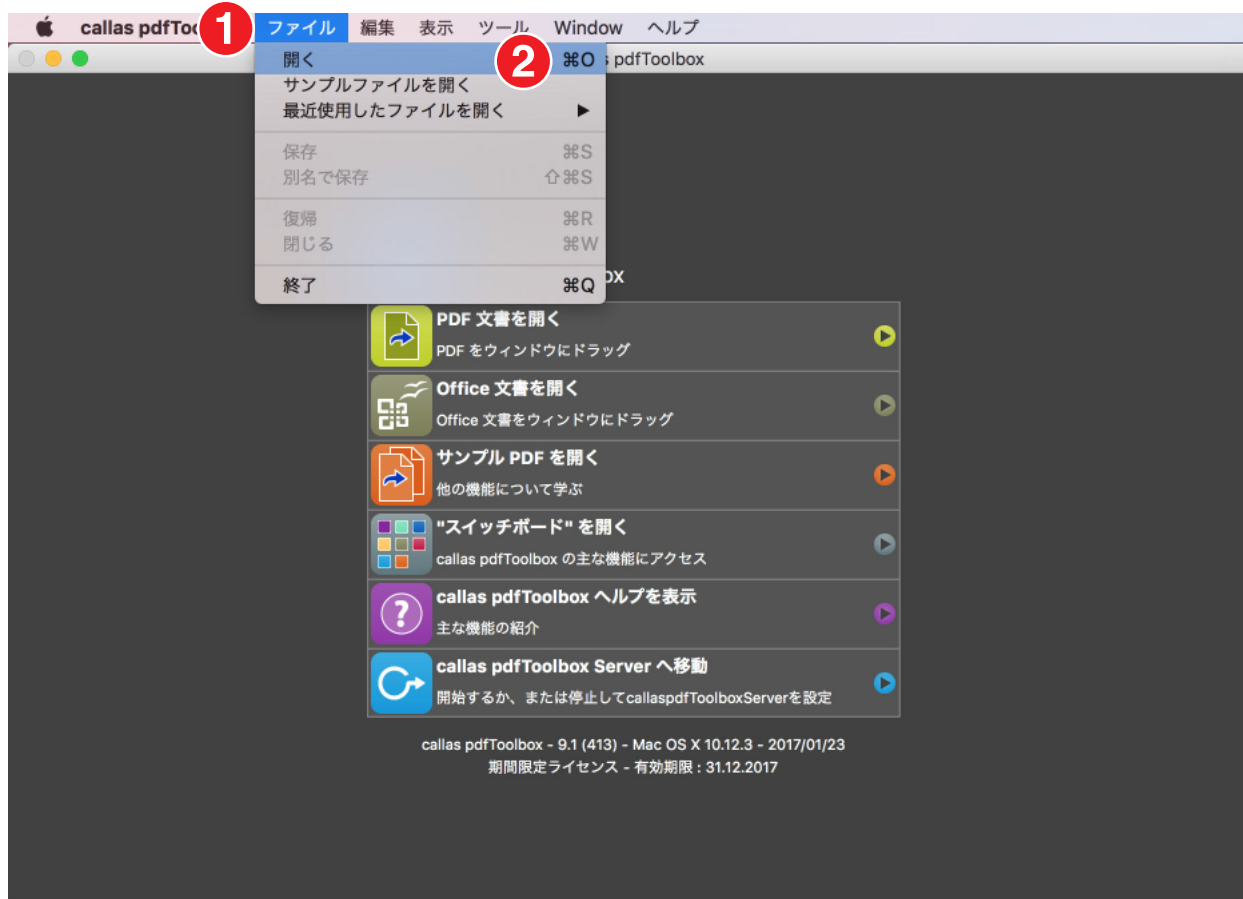 callas pdfToo 1 ファイル 編集 表示 ツール Window ヘルプ
pdfToolbox
開く 2 ⌘O
サンプルファイルを開く
最近使用したファイルを開く ▶
保存 ⌘S
別名で保存 ⇧⌘S
復帰 ⌘R
閉じる ⌘W
終了 ⌘Q
ox
PDF 文書を開く
PDF をウィンドウにドラッグ
Office 文書を開く
Office 文書をウィンドウにドラッグ
サンプル PDF を開く
他の機能について学ぶ
"スイッチボード" を開く
callas pdfToolbox の主な機能にアクセス
callas pdfToolbox ヘルプを表示
主な機能の紹介
callas pdfToolbox Server へ移動
開始するか、または停止してcallaspdfToolboxServerを設定
callas pdfToolbox - 9.1 (413) - Mac OS X 10.12.3 - 2017/01/23
期間限定ライセンス - 有効期限 : 31.12.2017